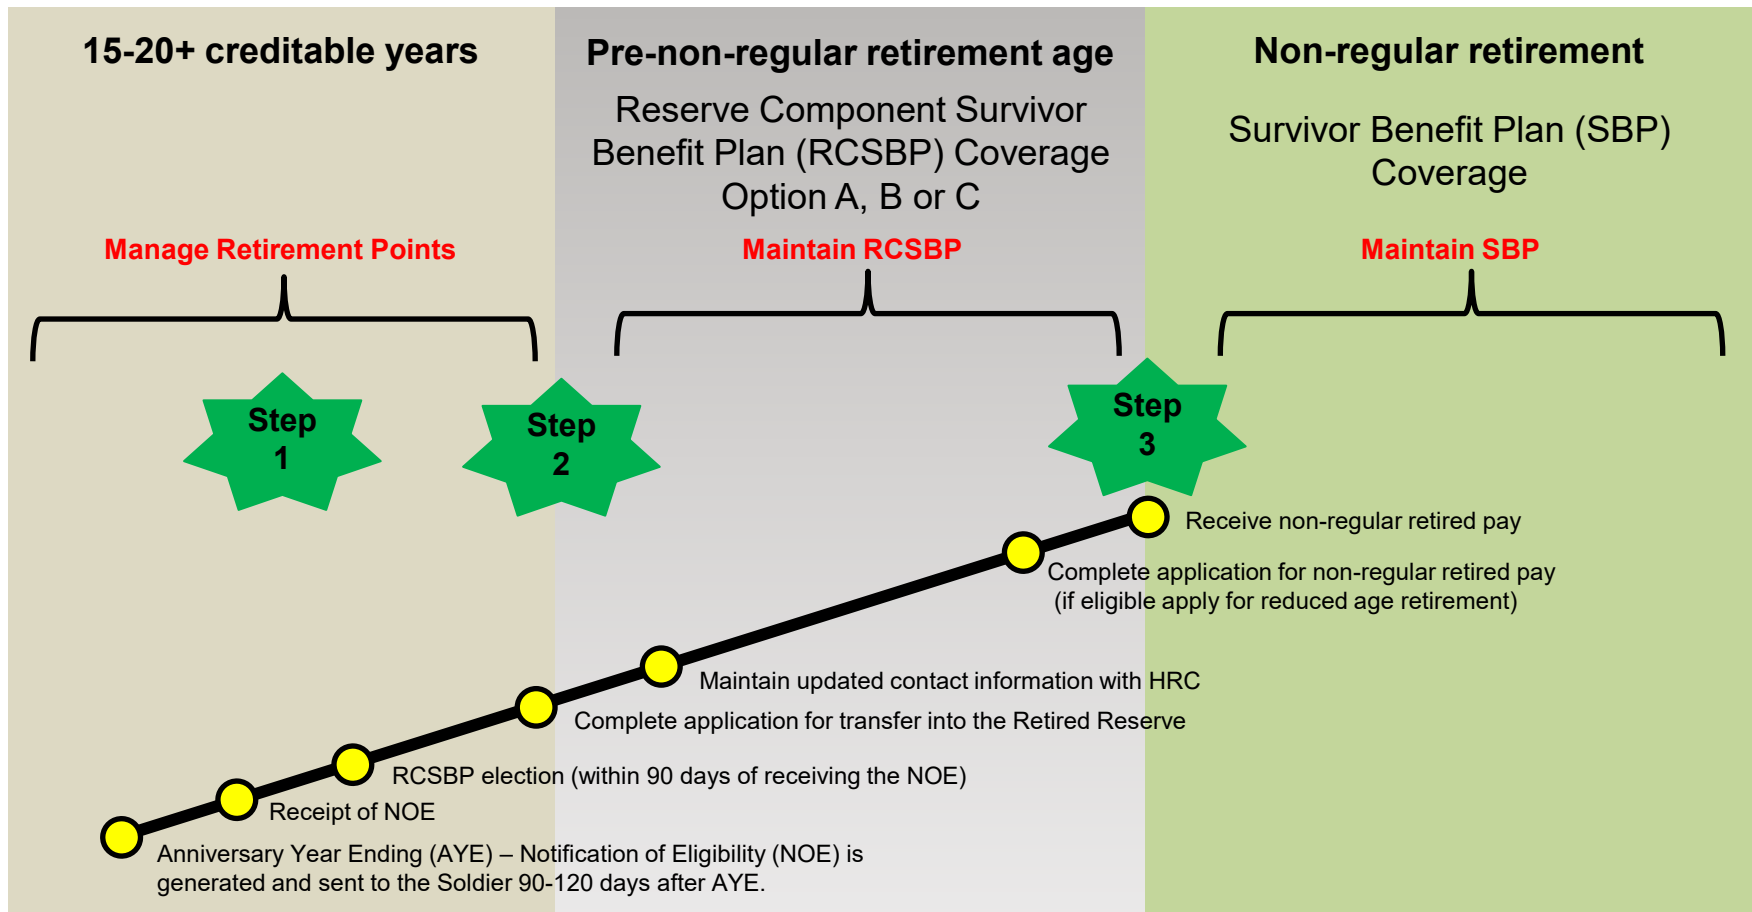 15-20+ creditable years
Pre-non-regular retirement age
Reserve Component Survivor
Benefit Plan (RCSBP) Coverage
Option A, B or C
Non-regular retirement
Survivor Benefit Plan (SBP)
Coverage
Manage Retirement Points
Maintain RCSBP
Maintain SBP
Step
1
Step
2
Step
3
Receive non-regular retired pay
Complete application for non-regular retired pay
(if eligible apply for reduced age retirement)
Maintain updated contact information with HRC
Complete application for transfer into the Retired Reserve
RCSBP election (within 90 days of receiving the NOE)
Receipt of NOE
Anniversary Year Ending (AYE) – Notification of Eligibility (NOE) is
generated and sent to the Soldier 90-120 days after AYE.